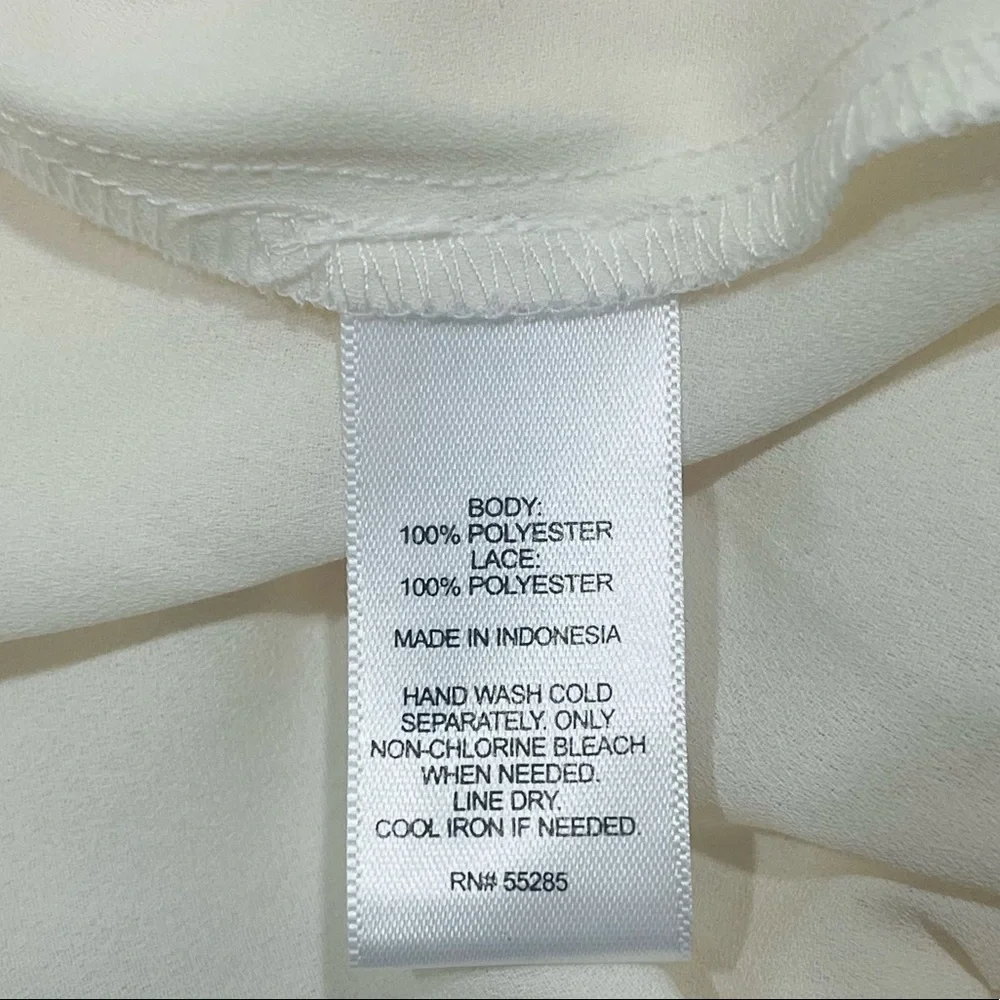 BODY:
100% POLYESTER
LACE:
100% POLYESTER
MADE IN INDONESIA
HAND WASH COLD
SEPARATELY. ONLY
NON-CHLORINE BLEACH
WHEN NEEDED.
LINE DRY.
COOL IRON IF NEEDED.
RN# 55285